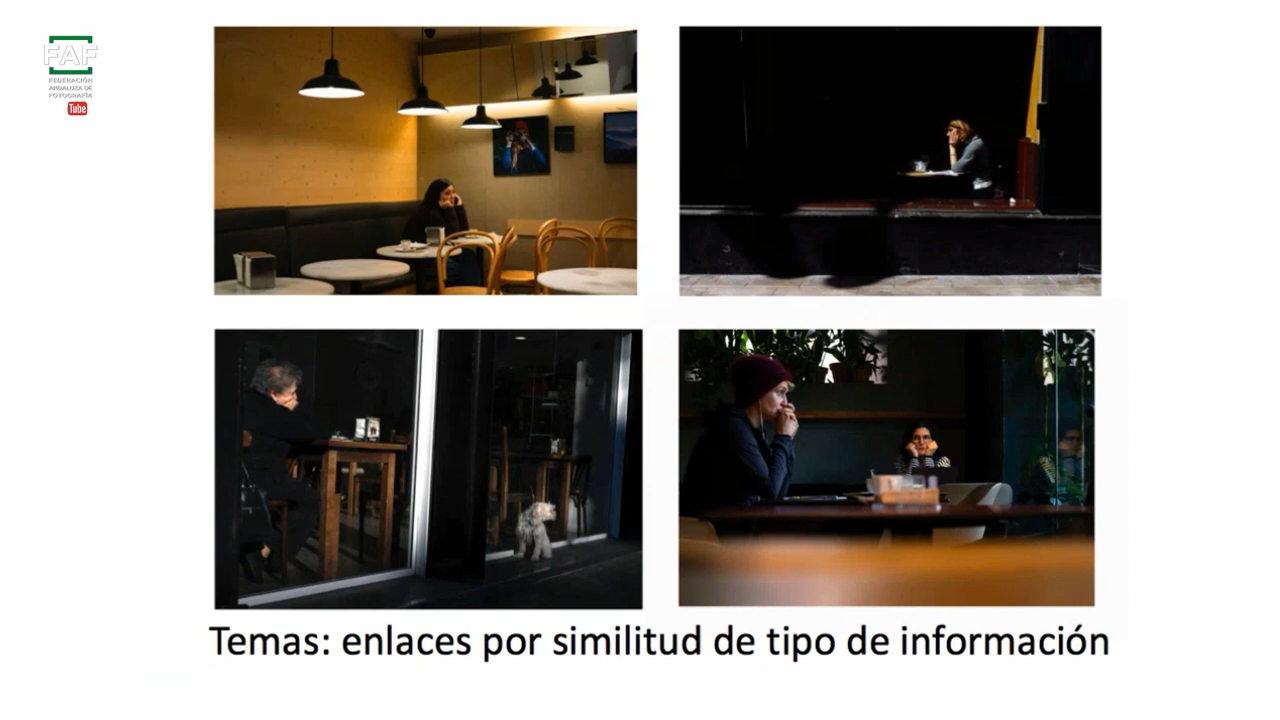 FAF
FEDERACIÓN
ANDALUZA DE
FOTOGRAFÍA
Tube
Temas: enlaces por similitud de tipo de información